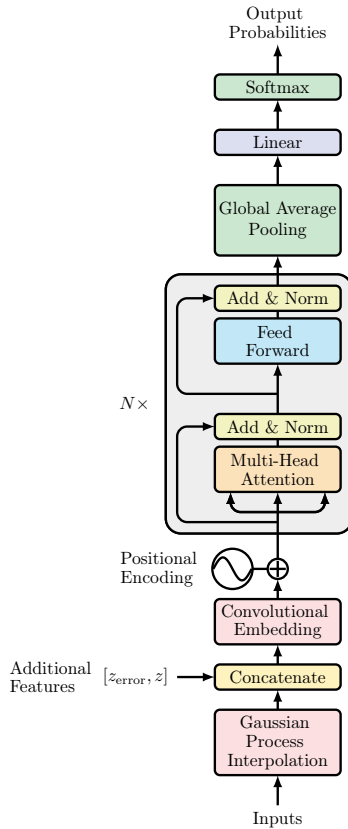 Output
Probabilities
Softmax
Linear
Global Average
Pooling
Add & Norm
Feed
Forward
N×
Add & Norm
Multi-Head
Attention
Positional
Encoding
Convolutional
Embedding
Additional
Features
[z_error, z]
Concatenate
Gaussian
Process
Interpolation
Inputs